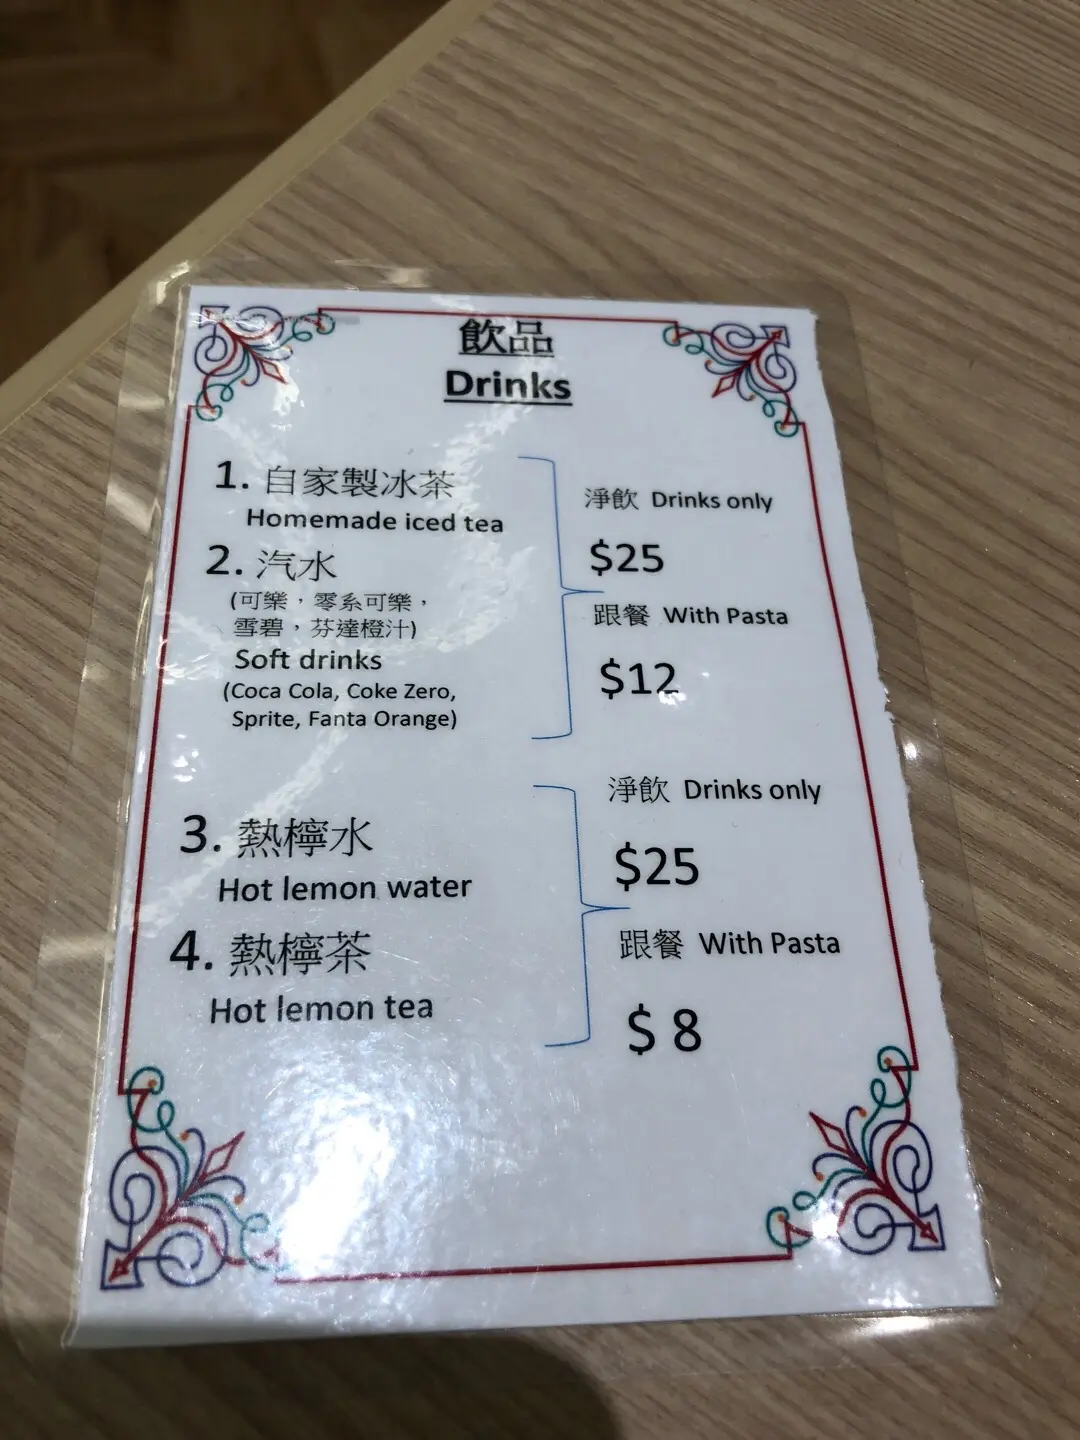 飲品
Drinks
1. 自家製冰茶
Homemade iced tea
2. 汽水
(可樂，零系可樂，
雪碧，芬達橙汁)
Soft drinks
(Coca Cola, Coke Zero,
Sprite, Fanta Orange)
淨飲 Drinks only
$25
跟餐 With Pasta
$12
3. 熱檸水
Hot lemon water
4. 熱檸茶
Hot lemon tea
淨飲 Drinks only
$25
跟餐 With Pasta
$ 8